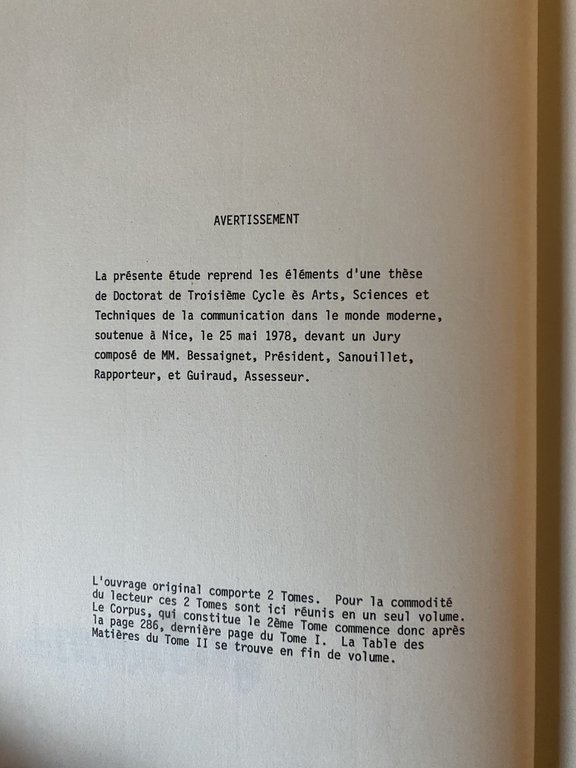 AVERTISSEMENT
La présente étude reprend les éléments d'une thèse
de Doctorat de Troisième Cycle ès Arts, Sciences et
Techniques de la communication dans le monde moderne,
soutenue à Nice, le 25 mai 1978, devant un Jury
composé de MM. Bessaignet, Président, Sanouillet,
Rapporteur, et Guiraud, Assesseur.
L'ouvrage original comporte 2 Tomes. Pour la commodité
du lecteur ces 2 Tomes sont ici réunis en un seul volume.
Le Corpus, qui constitue le 2ème Tome commence donc après
la page 286, dernière page du Tome I. La Table des
Matières du Tome II se trouve en fin de volume.